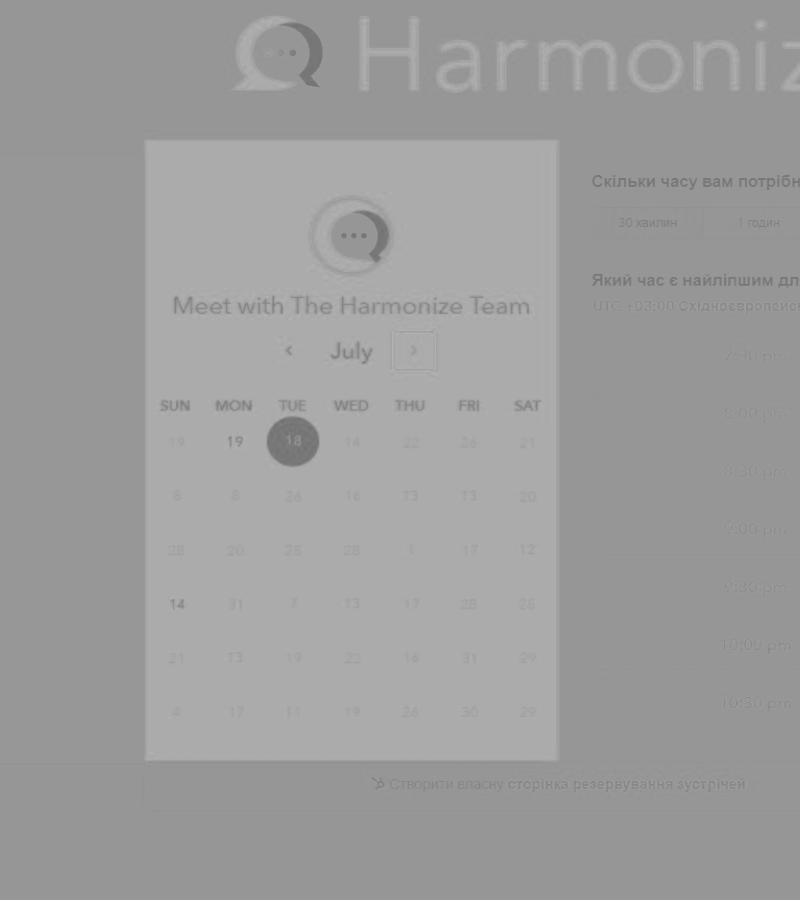 Harmoniz
Meet with The Harmonize Team
July
SUN MON TUE WED THU FRI SAT
19 19 18 14 22 26 21
8 8 26 16 13 13 20
28 20 28 28 1 17 12
14 31 7 13 17 28 28
21 13 19 22 16 31 29
4 17 11 19 26 30 29
Скільки часу вам потрібн
30 хвилин 1 годин
Який час є найліпшим дл
UTC +03:00 Східноєвропейсь
7:30 pm
8:00 pm
8:30 pm
9:00 pm
9:30 pm
10:00 pm
10:30 pm
Створити власну сторінка резервування зустрічей